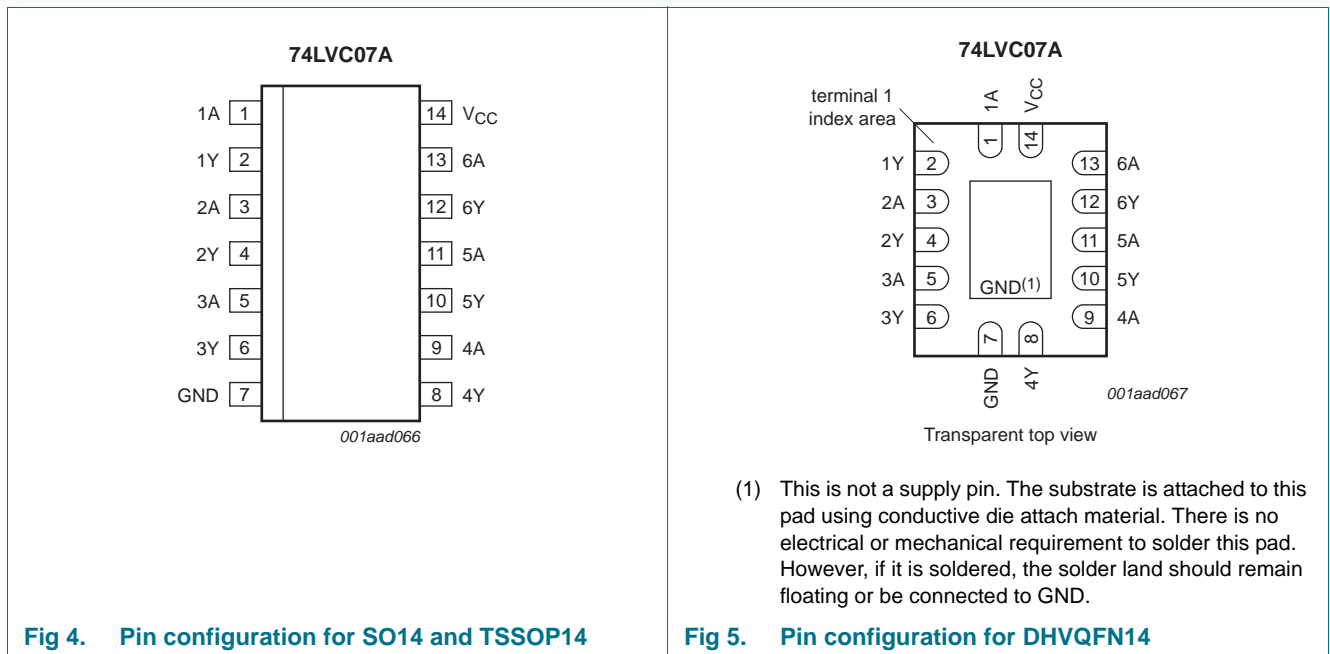 74LVC07A
1A 1 14 VCC
1Y 2 13 6A
2A 3 12 6Y
2Y 4 11 5A
3A 5 10 5Y
3Y 6 9 4A
GND 7 8 4Y
001aad066
Fig 4. Pin configuration for SO14 and TSSOP14
74LVC07A
terminal 1
index area
1A VCC
1 14
1Y 2 13 6A
2A 3 12 6Y
2Y 4 11 5A
3A 5 10 5Y
GND(1)
3Y 6 9 4A
7 8
GND 4Y
001aad067
Transparent top view
(1) This is not a supply pin. The substrate is attached to this
pad using conductive die attach material. There is no
electrical or mechanical requirement to solder this pad.
However, if it is soldered, the solder land should remain
floating or be connected to GND.
Fig 5. Pin configuration for DHVQFN14